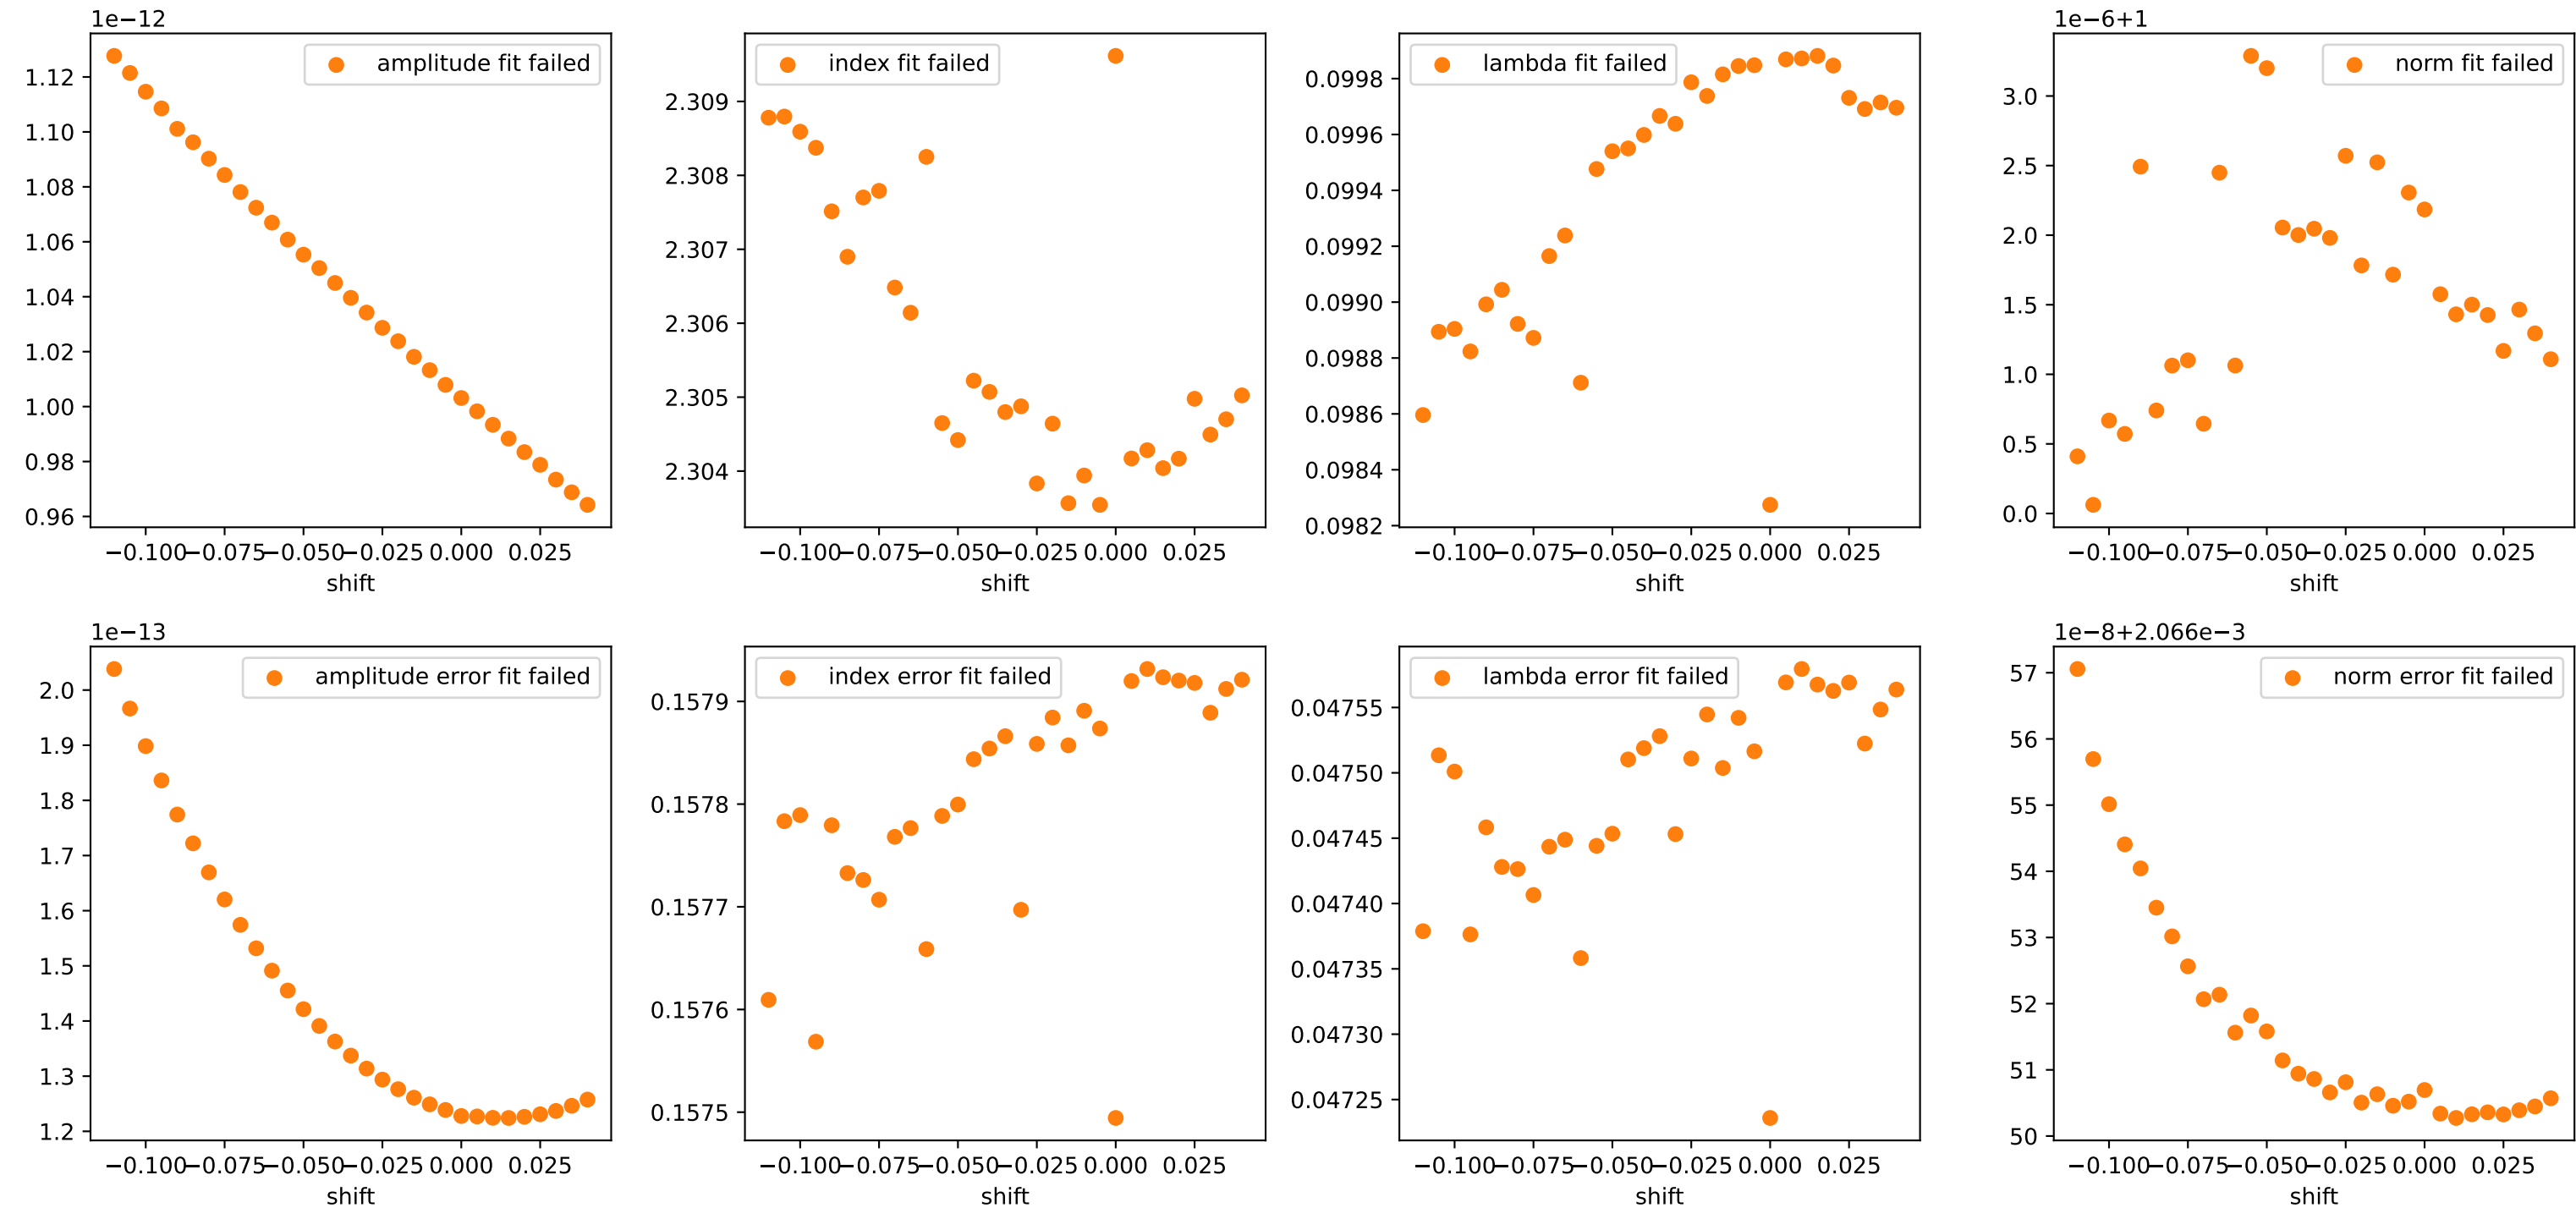 1e−12
amplitude fit failed
1.12
1.10
1.08
1.06
1.04
1.02
1.00
0.98
0.96
−0.100 −0.075 −0.050 −0.025 0.000 0.025
shift
index fit failed
2.309
2.308
2.307
2.306
2.305
2.304
−0.100 −0.075 −0.050 −0.025 0.000 0.025
shift
lambda fit failed
0.0998
0.0996
0.0994
0.0992
0.0990
0.0988
0.0986
0.0984
0.0982
−0.100 −0.075 −0.050 −0.025 0.000 0.025
shift
1e−6+1
norm fit failed
3.0
2.5
2.0
1.5
1.0
0.5
0.0
−0.100 −0.075 −0.050 −0.025 0.000 0.025
shift
1e−13
amplitude error fit failed
2.0
1.9
1.8
1.7
1.6
1.5
1.4
1.3
1.2
−0.100 −0.075 −0.050 −0.025 0.000 0.025
shift
index error fit failed
0.1579
0.1578
0.1577
0.1576
0.1575
−0.100 −0.075 −0.050 −0.025 0.000 0.025
shift
lambda error fit failed
0.04755
0.04750
0.04745
0.04740
0.04735
0.04730
0.04725
−0.100 −0.075 −0.050 −0.025 0.000 0.025
shift
1e−8+2.066e−3
norm error fit failed
57
56
55
54
53
52
51
50
−0.100 −0.075 −0.050 −0.025 0.000 0.025
shift